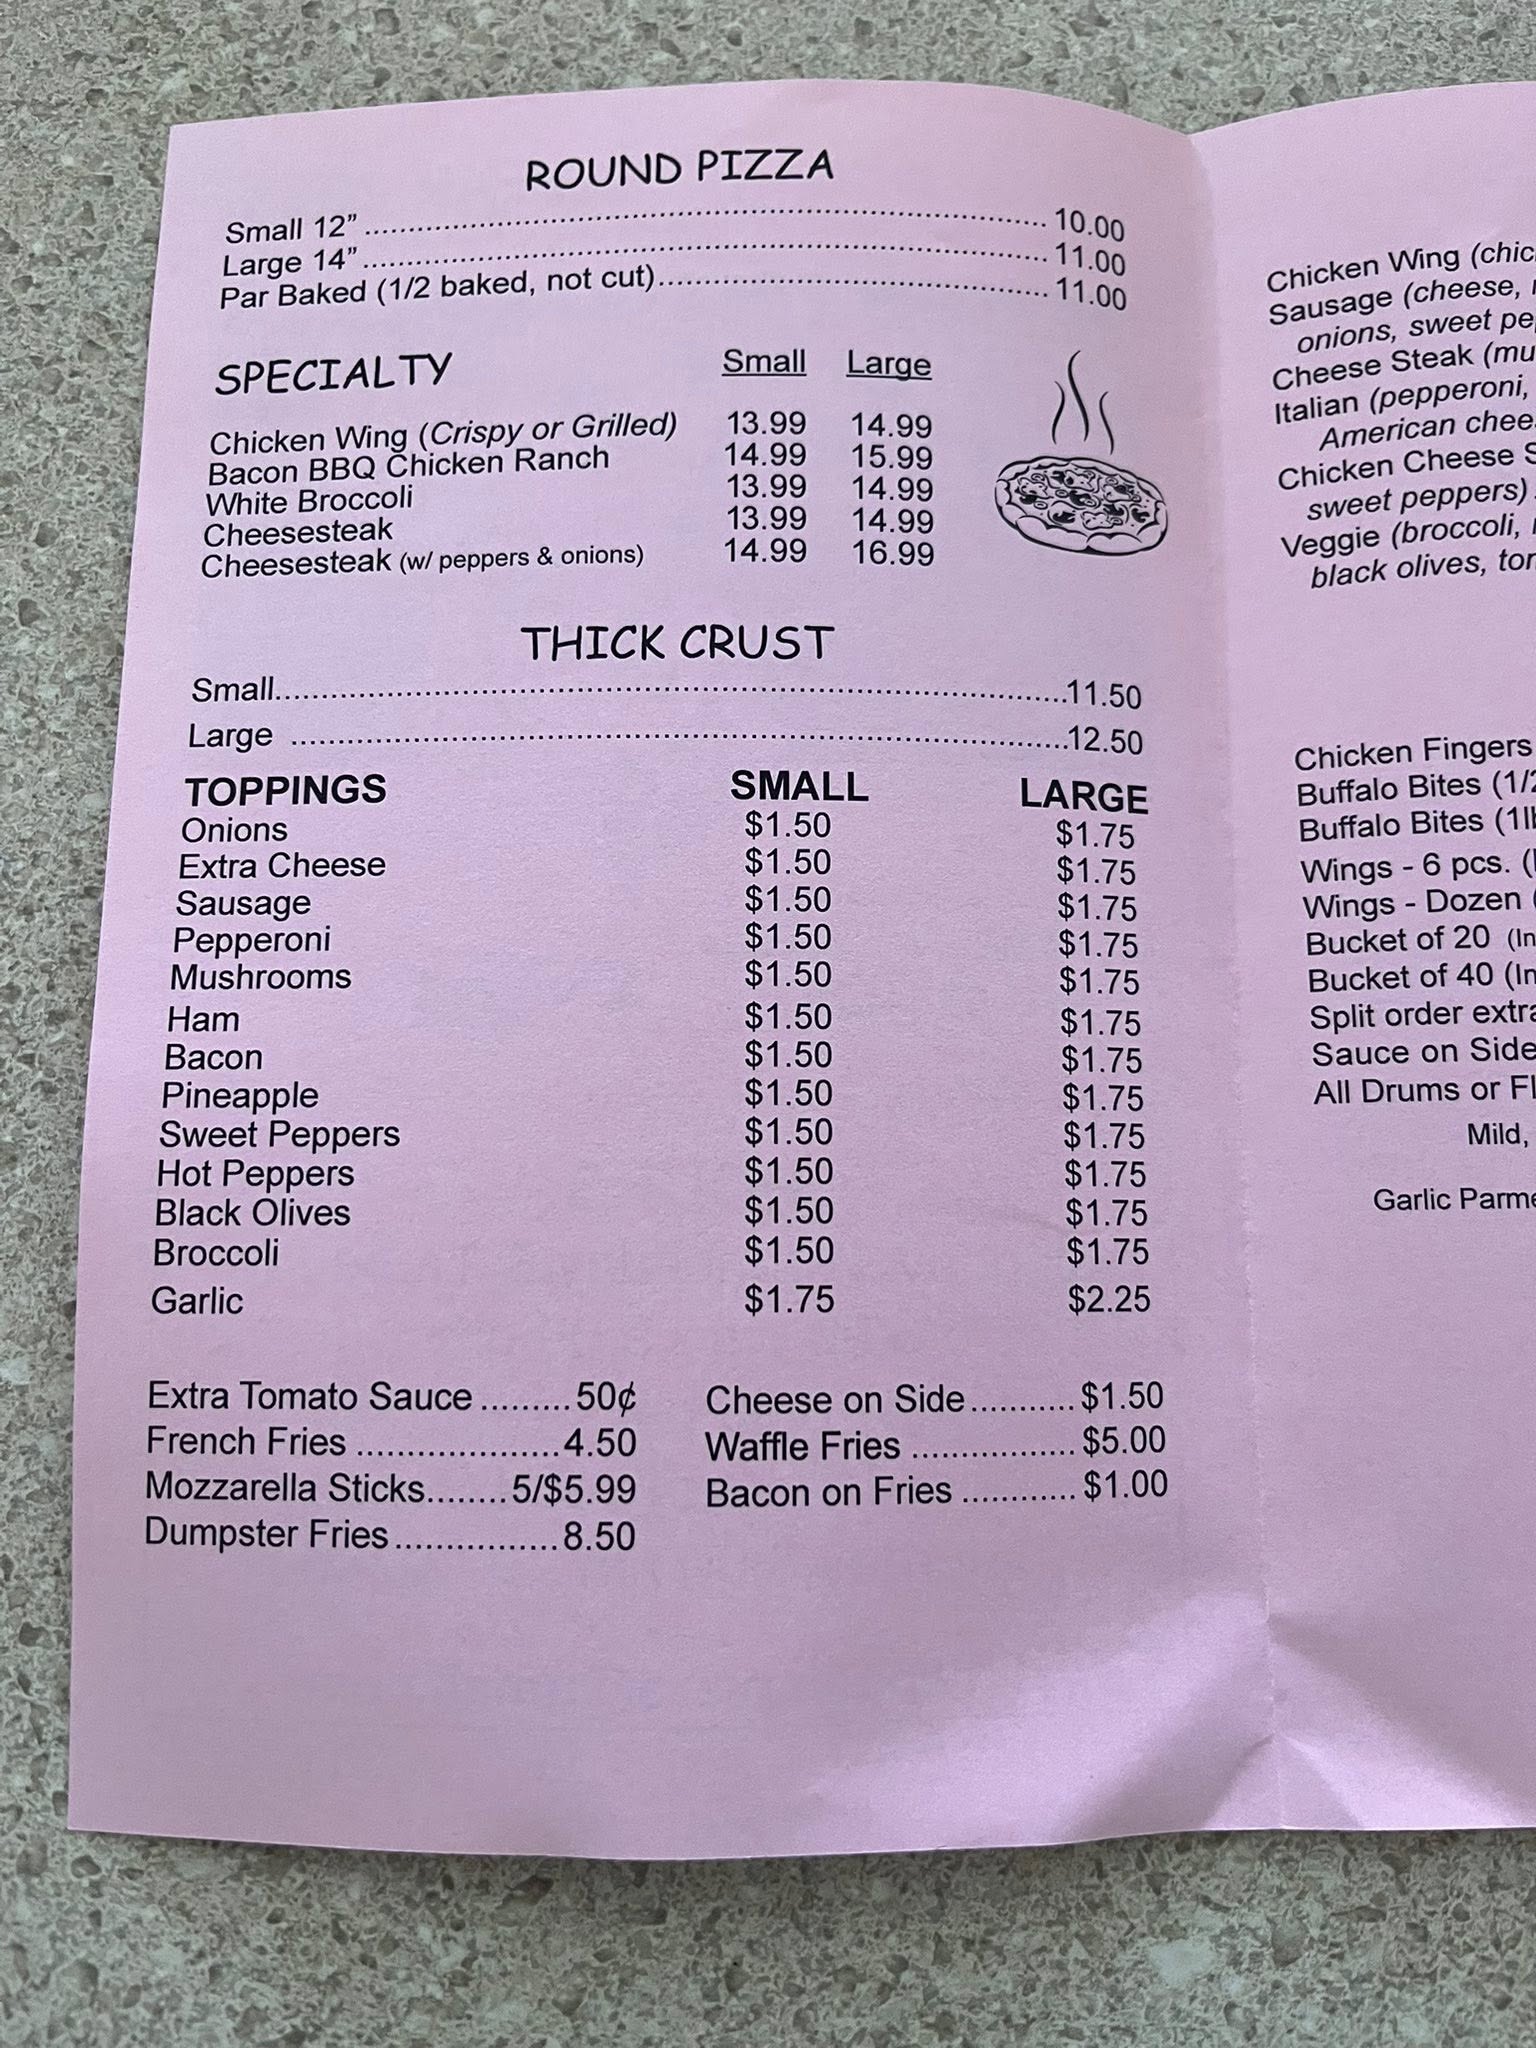 ROUND PIZZA
Small 12” 10.00
Large 14” 11.00
Par Baked (1/2 baked, not cut) 11.00
SPECIALTY Small Large
Chicken Wing (Crispy or Grilled) 13.99 14.99
Bacon BBQ Chicken Ranch 14.99 15.99
White Broccoli 13.99 14.99
Cheesesteak 13.99 14.99
Cheesesteak (w/ peppers & onions) 14.99 16.99
THICK CRUST
Small 11.50
Large 12.50
TOPPINGS SMALL LARGE
Onions $1.50 $1.75
Extra Cheese $1.50 $1.75
Sausage $1.50 $1.75
Pepperoni $1.50 $1.75
Mushrooms $1.50 $1.75
Ham $1.50 $1.75
Bacon $1.50 $1.75
Pineapple $1.50 $1.75
Sweet Peppers $1.50 $1.75
Hot Peppers $1.50 $1.75
Black Olives $1.50 $1.75
Broccoli $1.50 $1.75
Garlic $1.75 $2.25
Extra Tomato Sauce 50¢
French Fries 4.50
Mozzarella Sticks 5/$5.99
Dumpster Fries 8.50
Cheese on Side $1.50
Waffle Fries $5.00
Bacon on Fries $1.00
Chicken Wing
Sausage (cheese,
onions, sweet
Cheese Steak
Italian (pepperoni,
American
Chicken Cheese
sweet peppers)
Veggie (broccoli,
black olives,
Chicken Fingers
Buffalo Bites
Buffalo Bites
Wings - 6 pcs.
Wings - Dozen
Bucket of 20
Bucket of 40
Split order
Sauce on Side
All Drums or
Mild,
Garlic